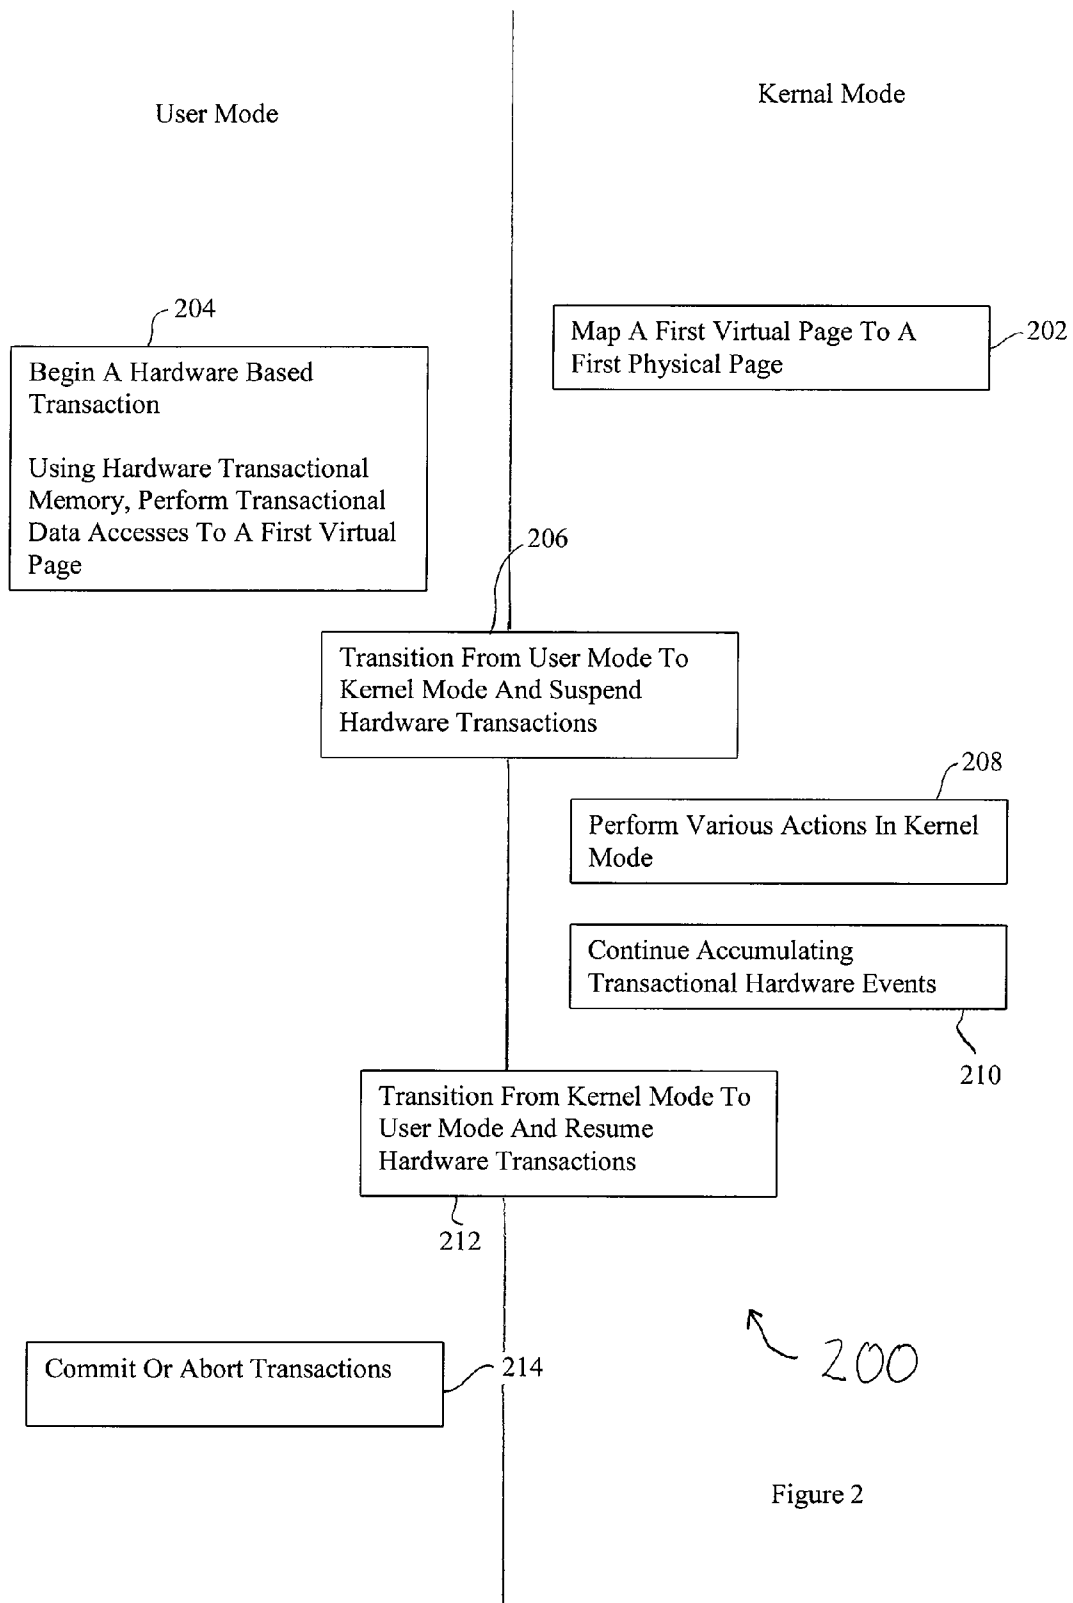 User Mode
Kernal Mode
204
Begin A Hardware Based
Transaction
Using Hardware Transactional
Memory, Perform Transactional
Data Accesses To A First Virtual
Page
Map A First Virtual Page To A
First Physical Page
202
206
Transition From User Mode To
Kernel Mode And Suspend
Hardware Transactions
208
Perform Various Actions In Kernel
Mode
Continue Accumulating
Transactional Hardware Events
210
Transition From Kernel Mode To
User Mode And Resume
Hardware Transactions
212
Commit Or Abort Transactions
214
200
Figure 2